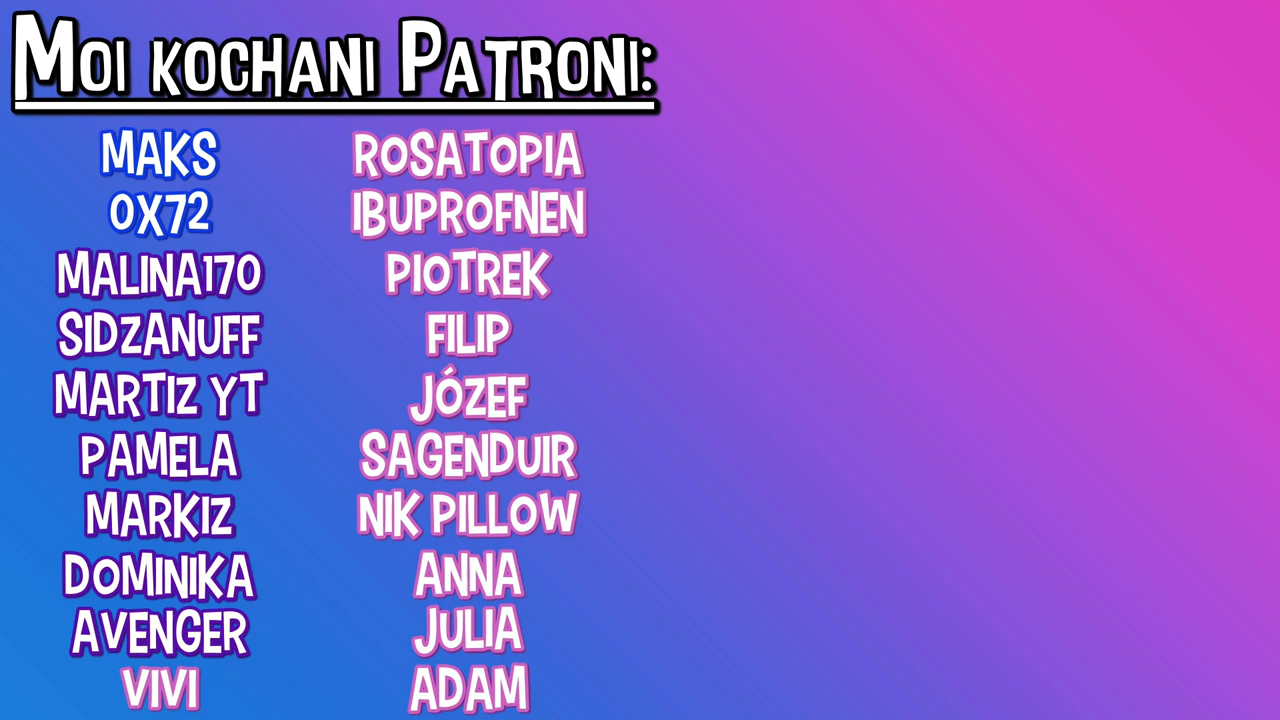 Moi kochani Patroni:
MAKS
0X72
MALINA170
SIDZANUFF
MARTIZ YT
PAMELA
MARKIZ
DOMINIKA
AVENGER
VIVI
ROSATOPIA
IBUPROFNEN
PIOTREK
FILIP
JÓZEF
SAGENDUIR
NIK PILLOW
ANNA
JULIA
ADAM